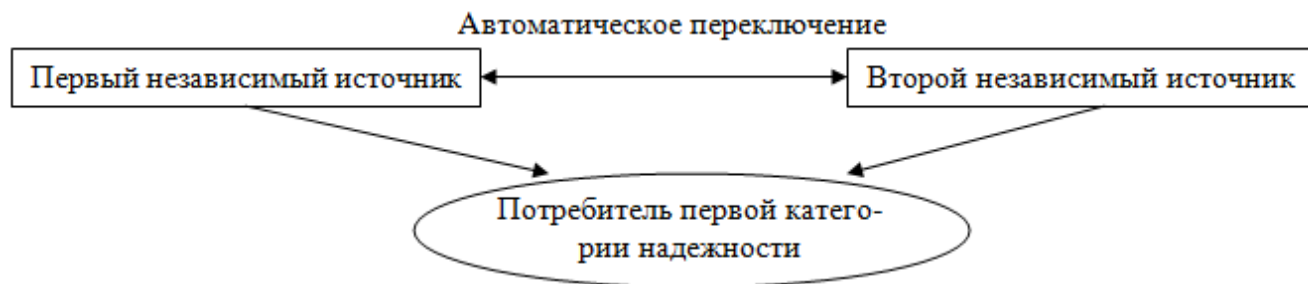 Автоматическое переключение
Первый независимый источник
Второй независимый источник
Потребитель первой катего-
рии надежности